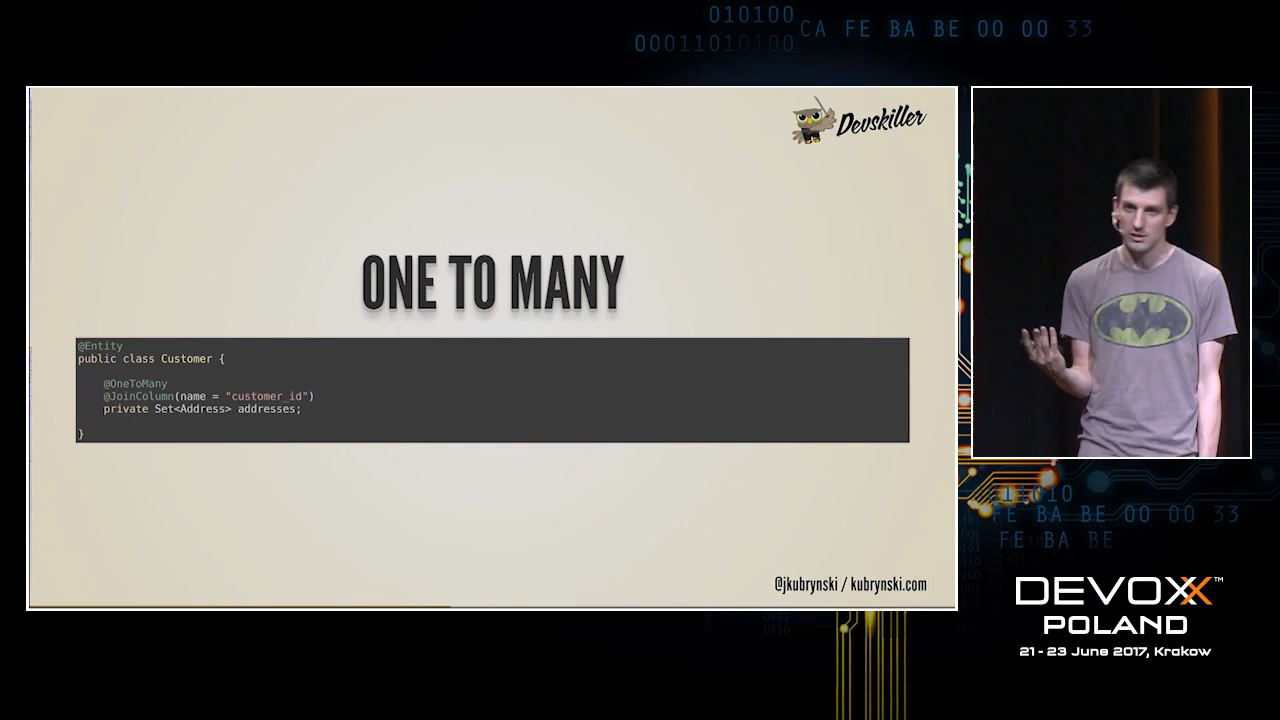 010100
00011010100
CA FE BA BE 00 00 33
Devskiller
ONE TO MANY
@Entity
public class Customer {
@OneToMany
@JoinColumn(name = "customer_id")
private Set<Address> addresses;
}
@jkubrynski / kubrynski.com
011010
FE BA BE 00 00 33
FE BA BE
DEVOXX™
POLAND
21 - 23 June 2017, Krakow